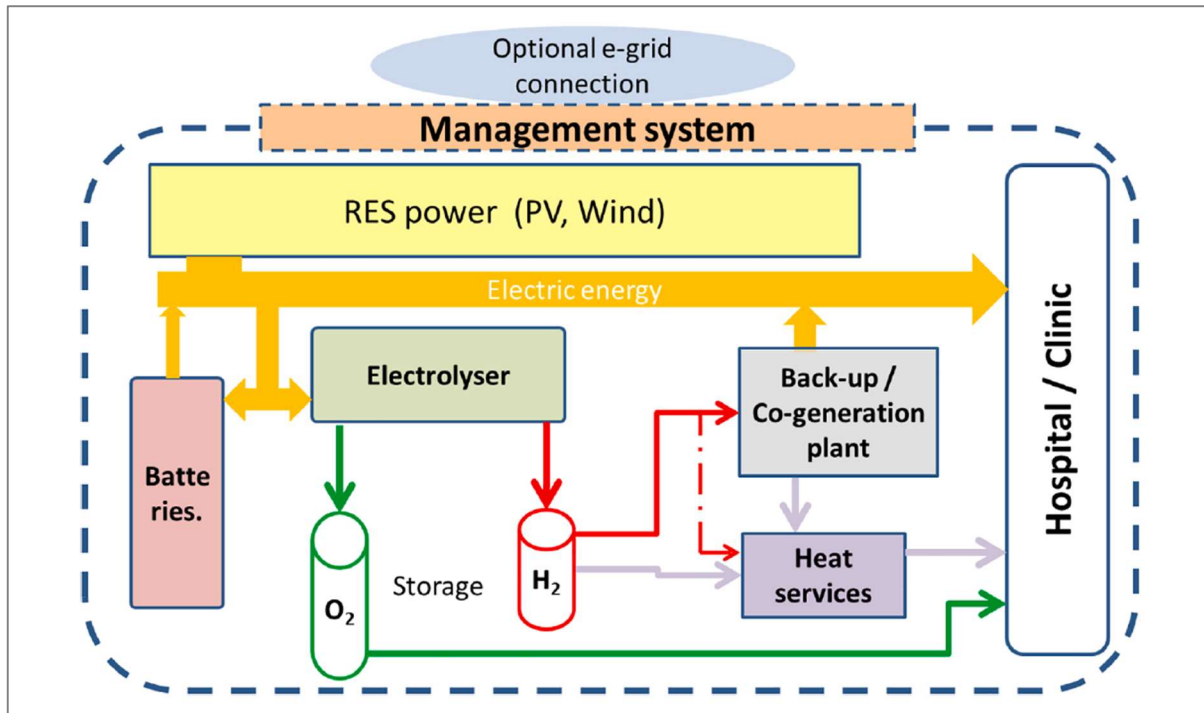 Optional e-grid
connection
Management system
RES power (PV, Wind)
Electric energy
Electrolyser
Batte
ries.
Back-up /
Co-generation
plant
Hospital / Clinic
O₂
Storage
H₂
Heat
services